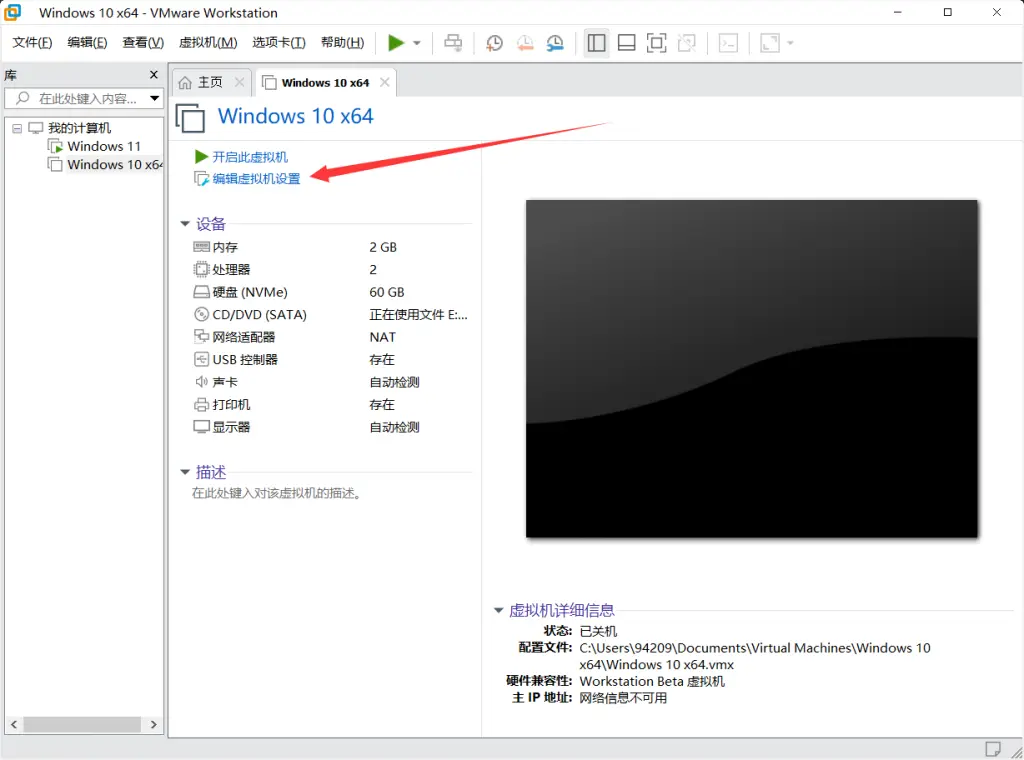 Windows 10 x64 - VMware Workstation
文件(F) 编辑(E) 查看(V) 虚拟机(M) 选项卡(T) 帮助(H)
库
在此处键入内容...
我的计算机
Windows 11
Windows 10 x64
主页
Windows 10 x64
Windows 10 x64
开启此虚拟机
编辑虚拟机设置
设备
内存 2 GB
处理器 2
硬盘 (NVMe) 60 GB
CD/DVD (SATA) 正在使用文件 E:...
网络适配器 NAT
USB 控制器 存在
声卡 自动检测
打印机 存在
显示器 自动检测
描述
在此处键入对该虚拟机的描述。
虚拟机详细信息
状态: 已关机
配置文件: C:\Users\94209\Documents\Virtual Machines\Windows 10
x64\Windows 10 x64.vmx
硬件兼容性: Workstation Beta 虚拟机
主 IP 地址: 网络信息不可用